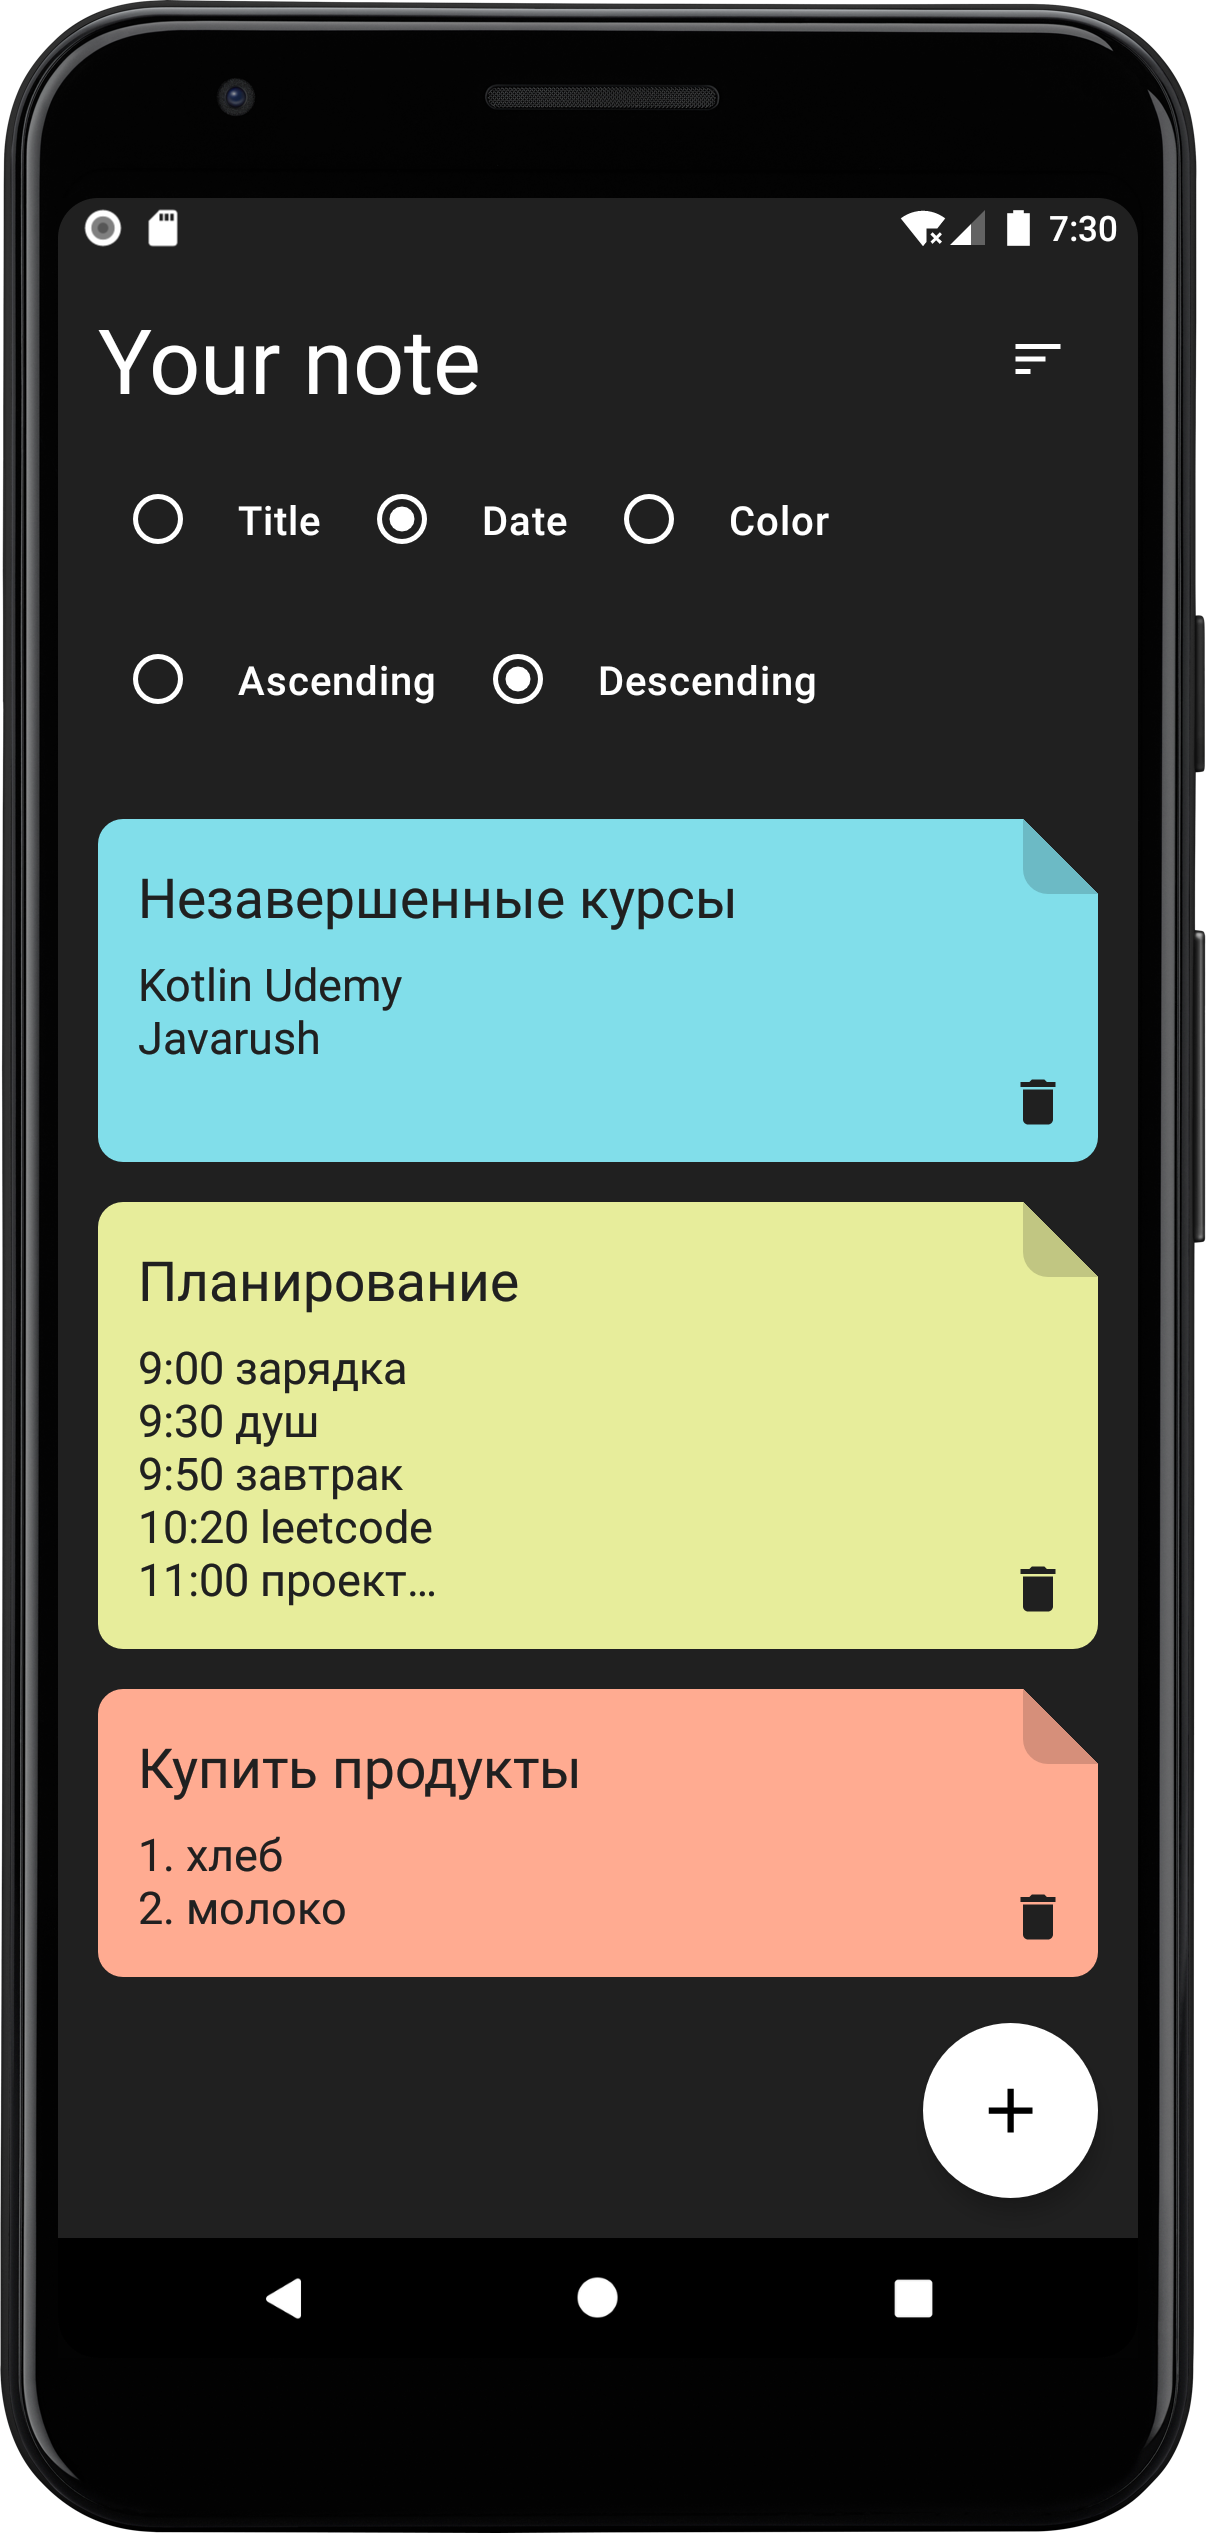 7:30
Your note
Title Date Color
Ascending Descending
Незавершенные курсы
Kotlin Udemy
Javarush
Планирование
9:00 зарядка
9:30 душ
9:50 завтрак
10:20 leetcode
11:00 проект...
Купить продукты
1. хлеб
2. молоко